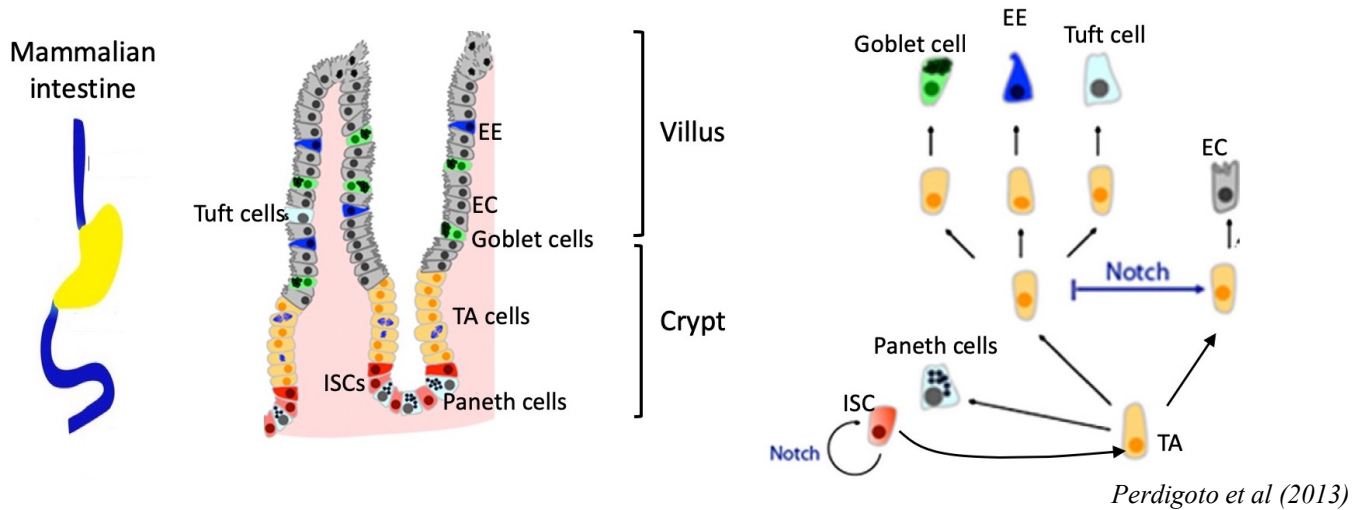 Mammalian
intestine
Tuft cells
EE
EC
Goblet cells
TA cells
ISCs
Paneth cells
Villus
Crypt
Goblet cell
EE
Tuft cell
EC
Notch
Paneth cells
ISC
Notch
TA
Perdigoto et al (2013)